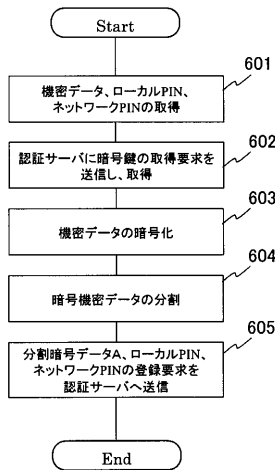 Start
601
機密データ、ローカルPIN、
ネットワークPINの取得
602
認証サーバに暗号鍵の取得要求を
送信し、取得
603
機密データの暗号化
604
暗号機密データの分割
605
分割暗号データA、ローカルPIN、
ネットワークPINの登録要求を
認証サーバへ送信
End